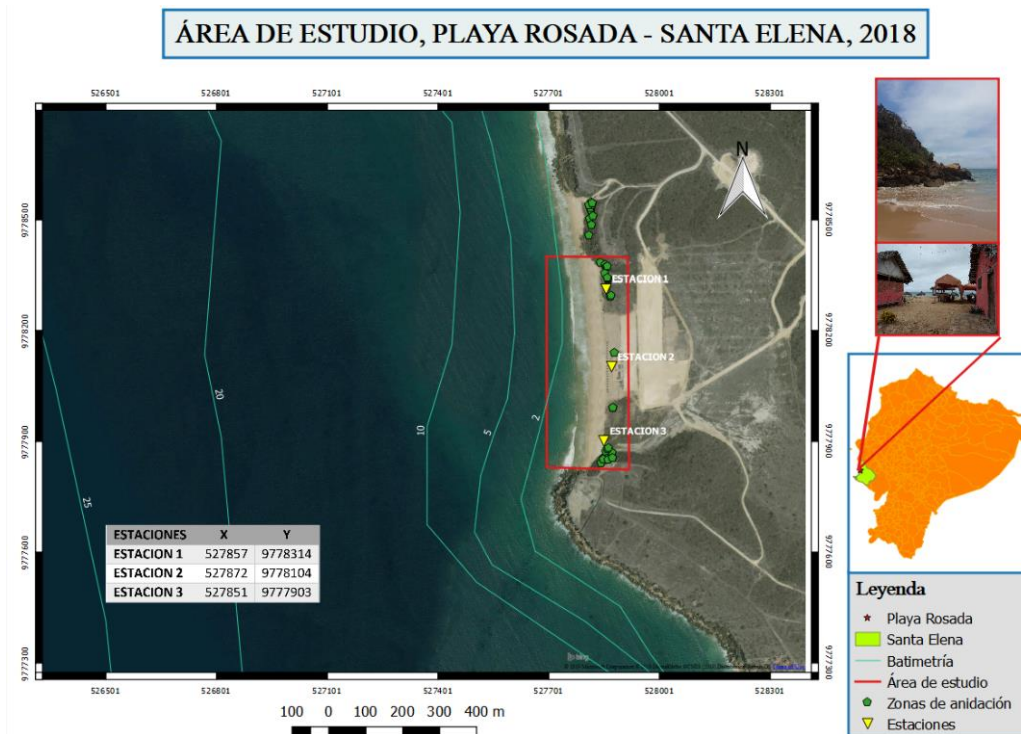 ÁREA DE ESTUDIO, PLAYA ROSADA - SANTA ELENA, 2018
526501 526801 527101 527401 527701 528001 528301
N
9778500 9778500
ESTACION 1
9778200 9778200
ESTACION 2
20 10 5 2
ESTACION 3
9777900 9777900
25
ESTACIONES X Y
ESTACION 1 527857 9778314
ESTACION 2 527872 9778104
ESTACION 3 527851 9777903
9777600 9777600
9777300 9777300
bing
526501 526801 527101 527401 527701 528001 528301
100 0 100 200 300 400 m
Leyenda
Playa Rosada
Santa Elena
Batimetría
Área de estudio
Zonas de anidación
Estaciones